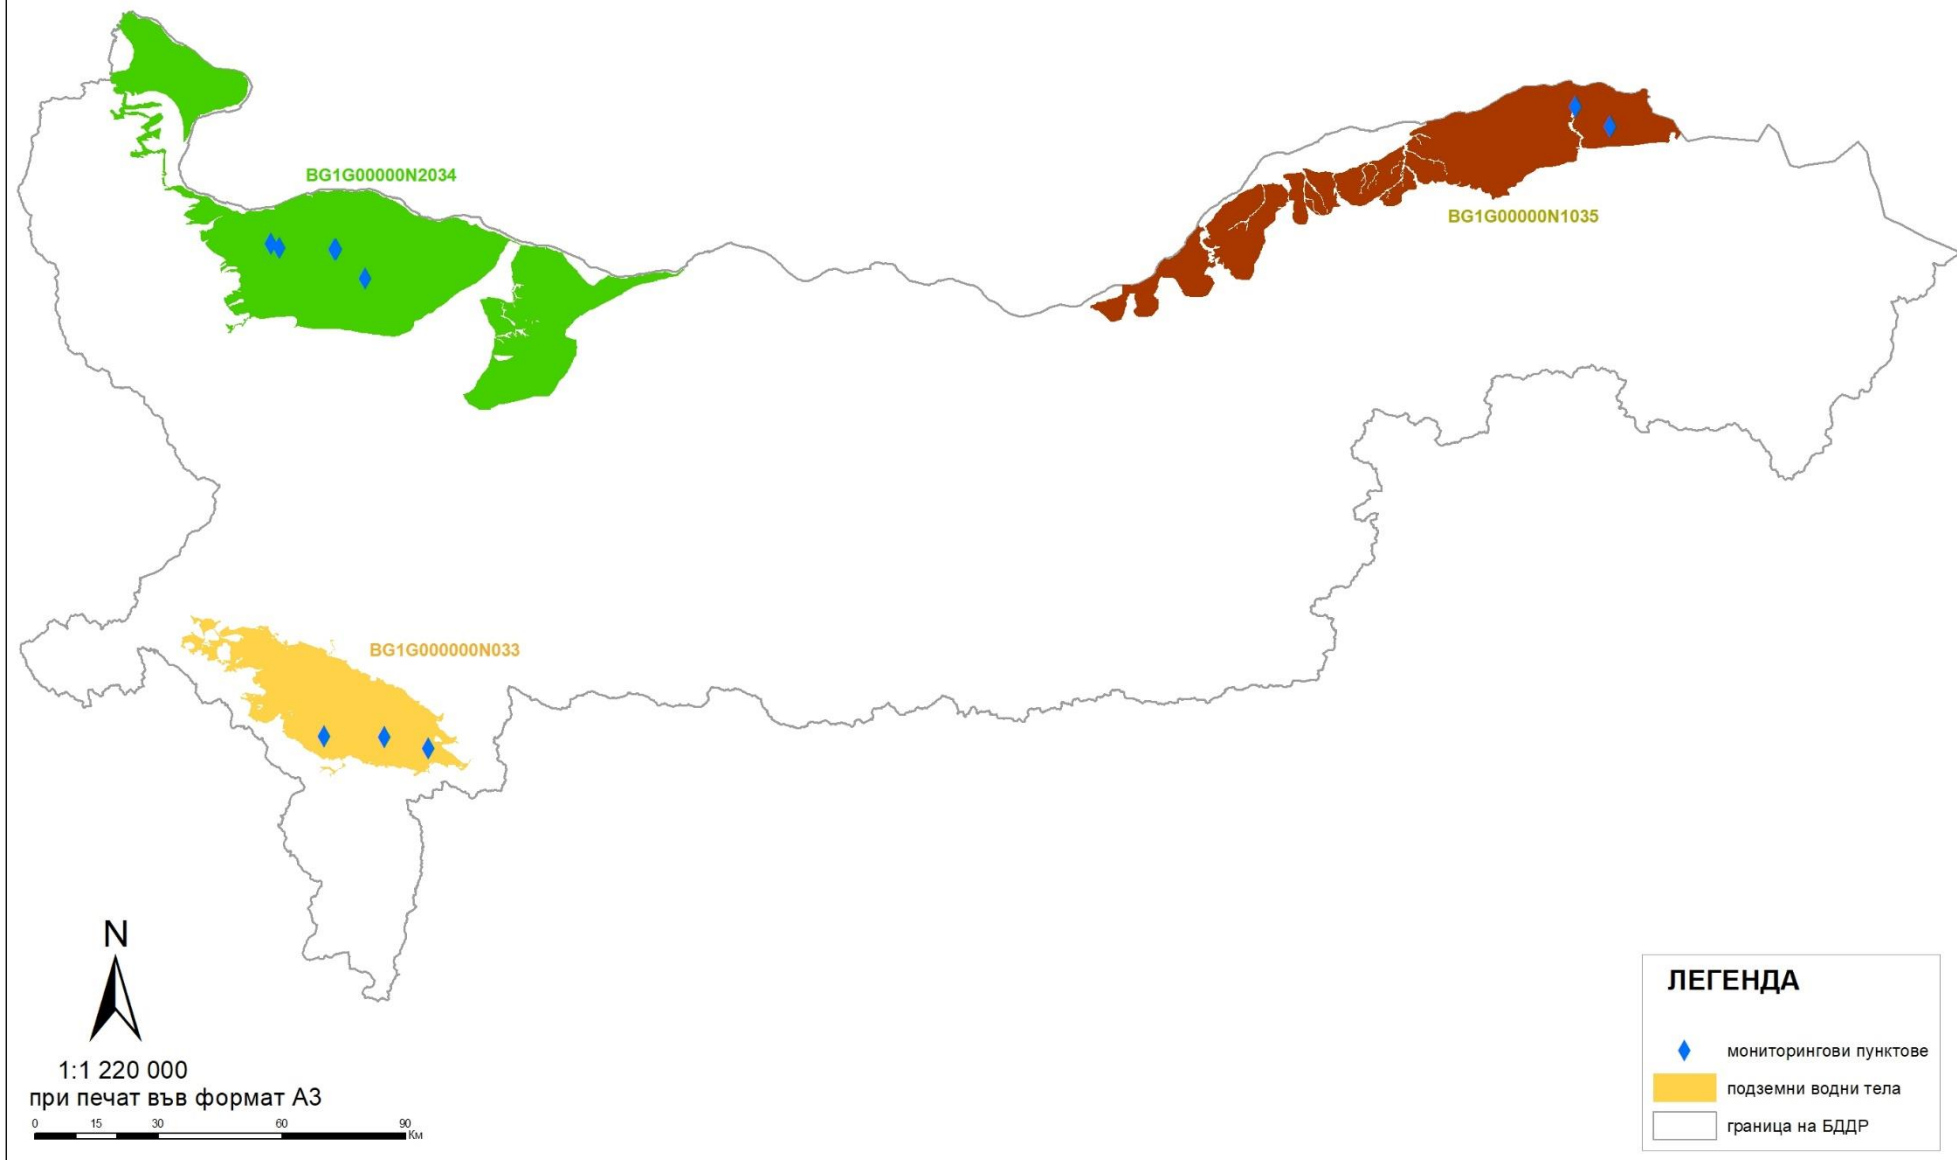 BG1G00000N2034
BG1G00000N1035
BG1G000000N033
N
1:1 220 000
при печат във формат А3
0 15 30 60 90
Км
ЛЕГЕНДА
мониторингови пунктове
подземни водни тела
граница на БДДР